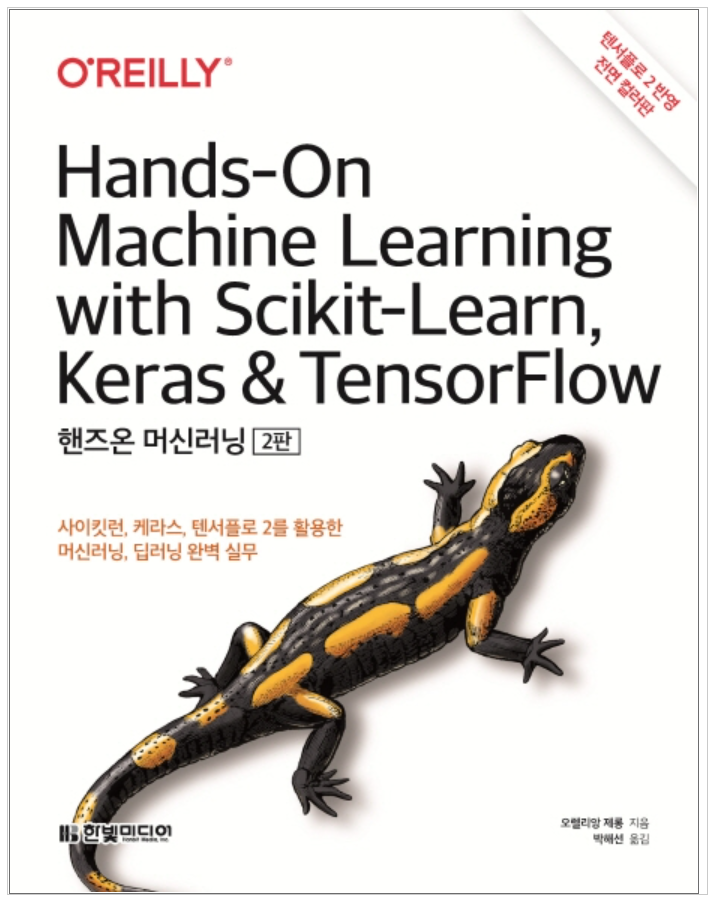 O'REILLY®
텐서플로 2 반영
전면 컬러판
Hands-On
Machine Learning
with Scikit-Learn,
Keras & TensorFlow
핸즈온 머신러닝 2판
사이킷런, 케라스, 텐서플로 2를 활용한
머신러닝, 딥러닝 완벽 실무
한빛미디어
Hanbit Media, Inc.
오렐리앙 제롱 지음
박해선 옮김